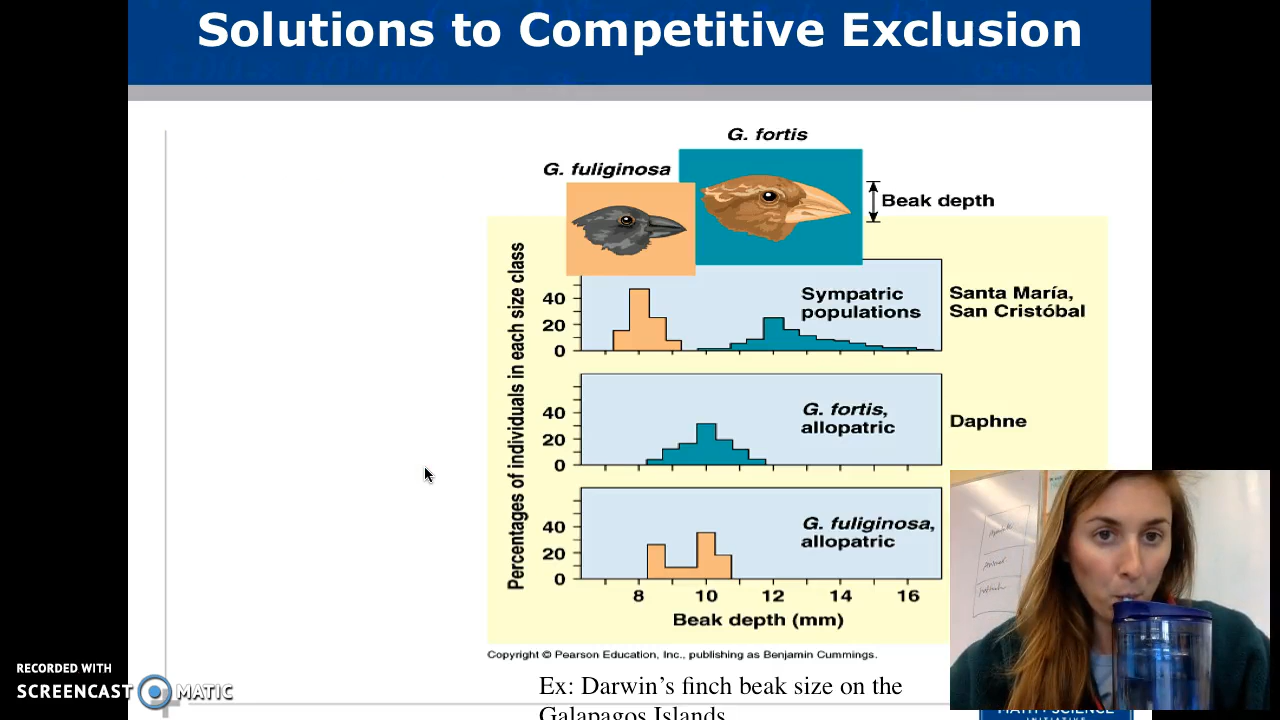 Solutions to Competitive Exclusion
G. fortis
G. fuliginosa
Beak depth
Percentages of individuals in each size class
40
20
0
Sympatric
populations
Santa María,
San Cristóbal
40
20
0
G. fortis,
allopatric
Daphne
40
20
0
G. fuliginosa,
allopatric
8 10 12 14 16
Beak depth (mm)
Copyright © Pearson Education, Inc., publishing as Benjamin Cummings.
Ex: Darwin's finch beak size on the
Galapagos Islands
RECORDED WITH
SCREENCAST MATIC
MATH SCIENCE
INITIATIVE